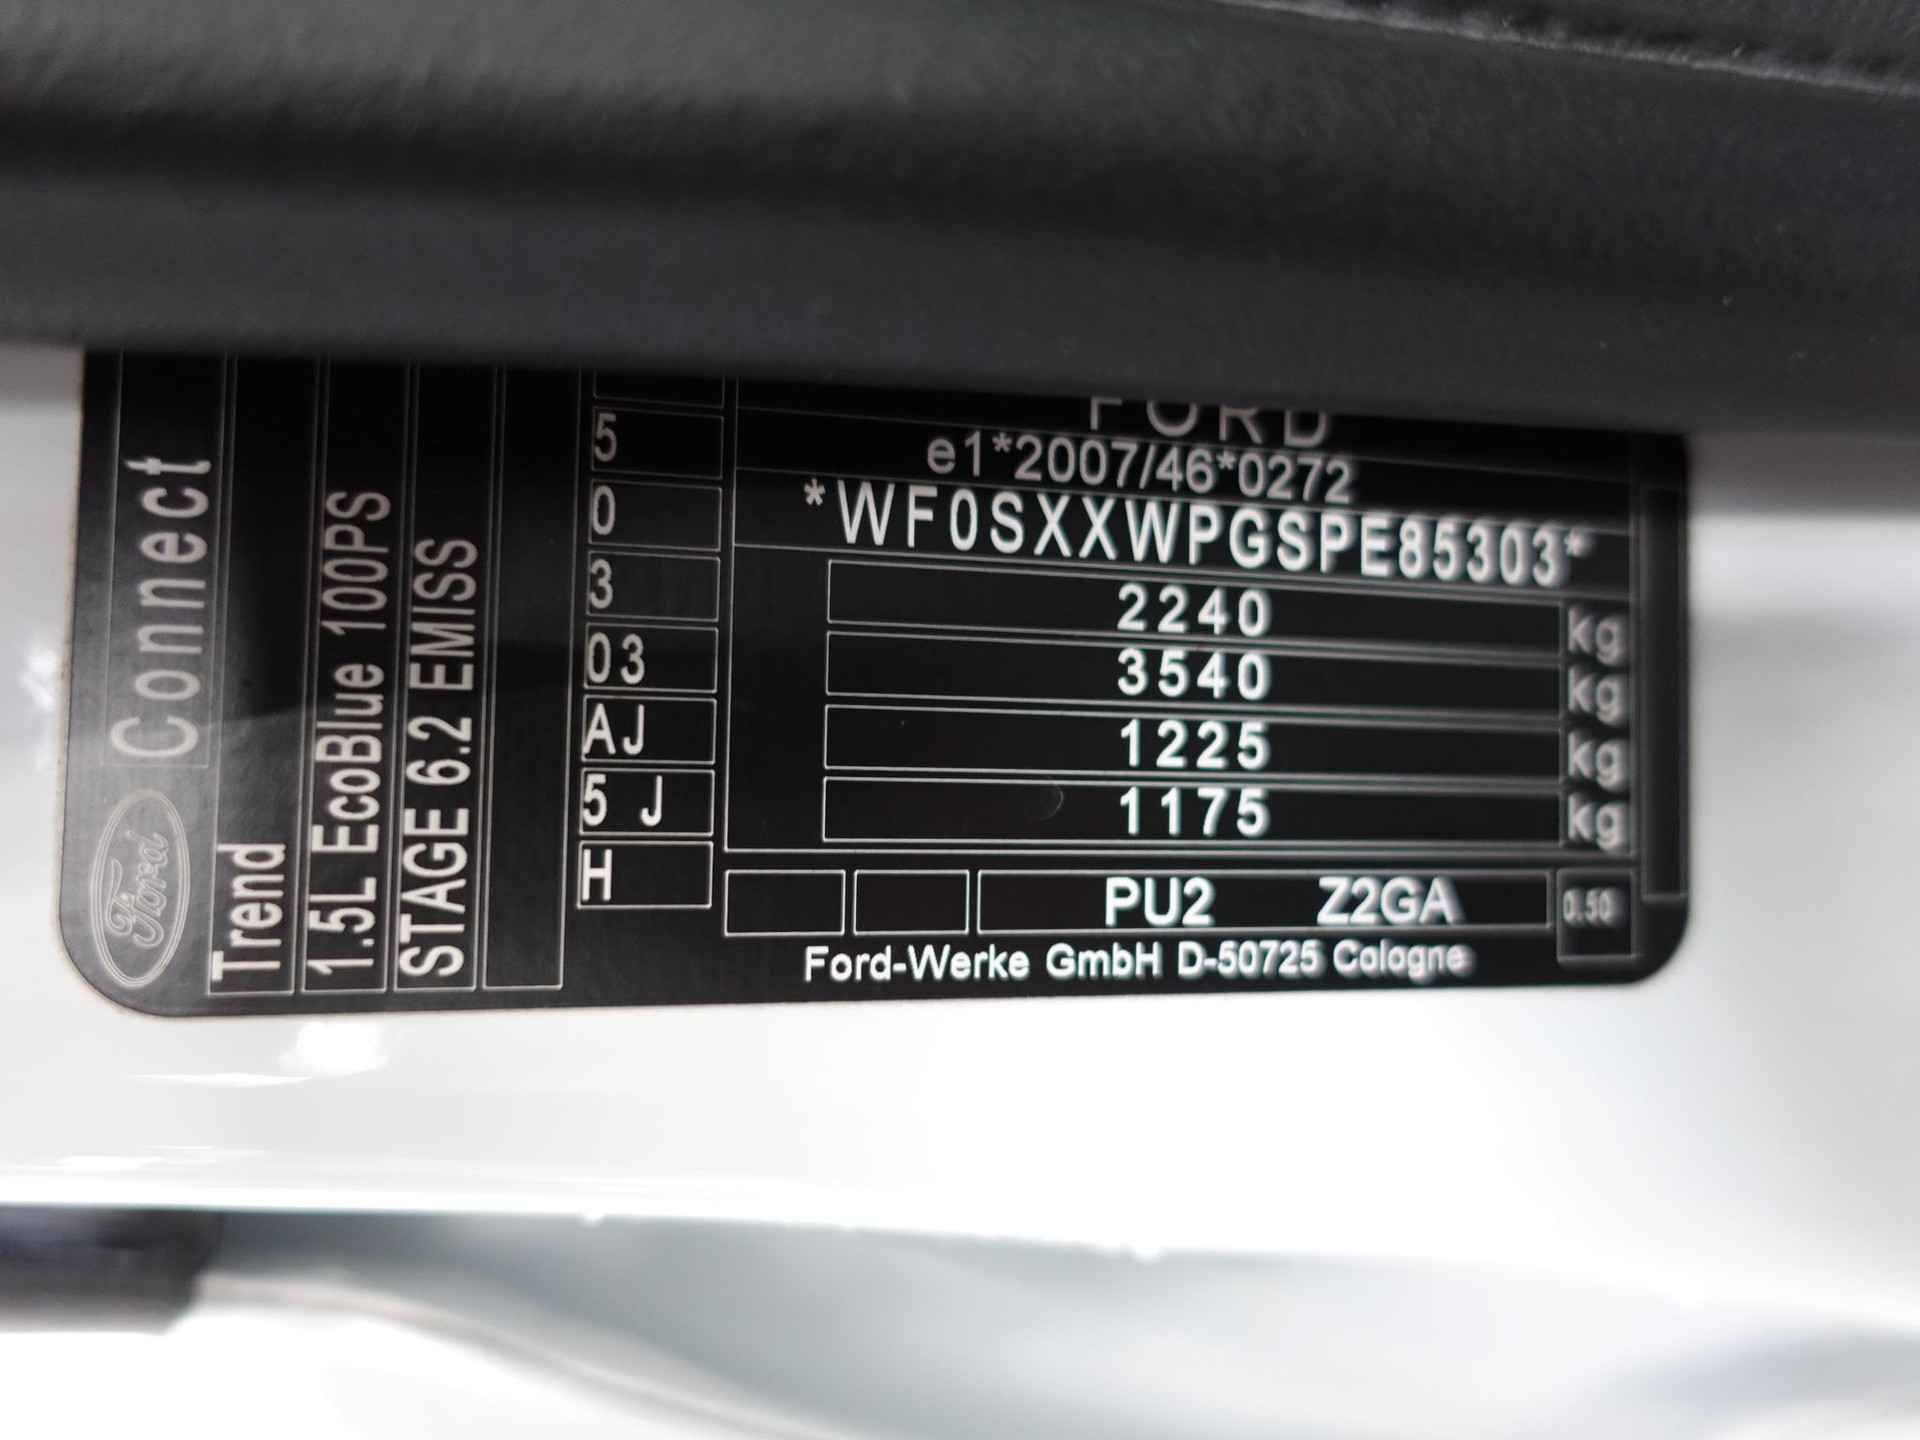 Ford
Connect
Trend
1.5L EcoBlue 100PS
STAGE 6.2 EMISS
5
0
3
03
AJ
5 J
H
FORD
e1*2007/46*0272
*WF0SXXWPGSPE85303*
2240 kg
3540 kg
1225 kg
1175 kg
PU2 Z2GA 0.50
Ford-Werke GmbH D-50725 Cologne